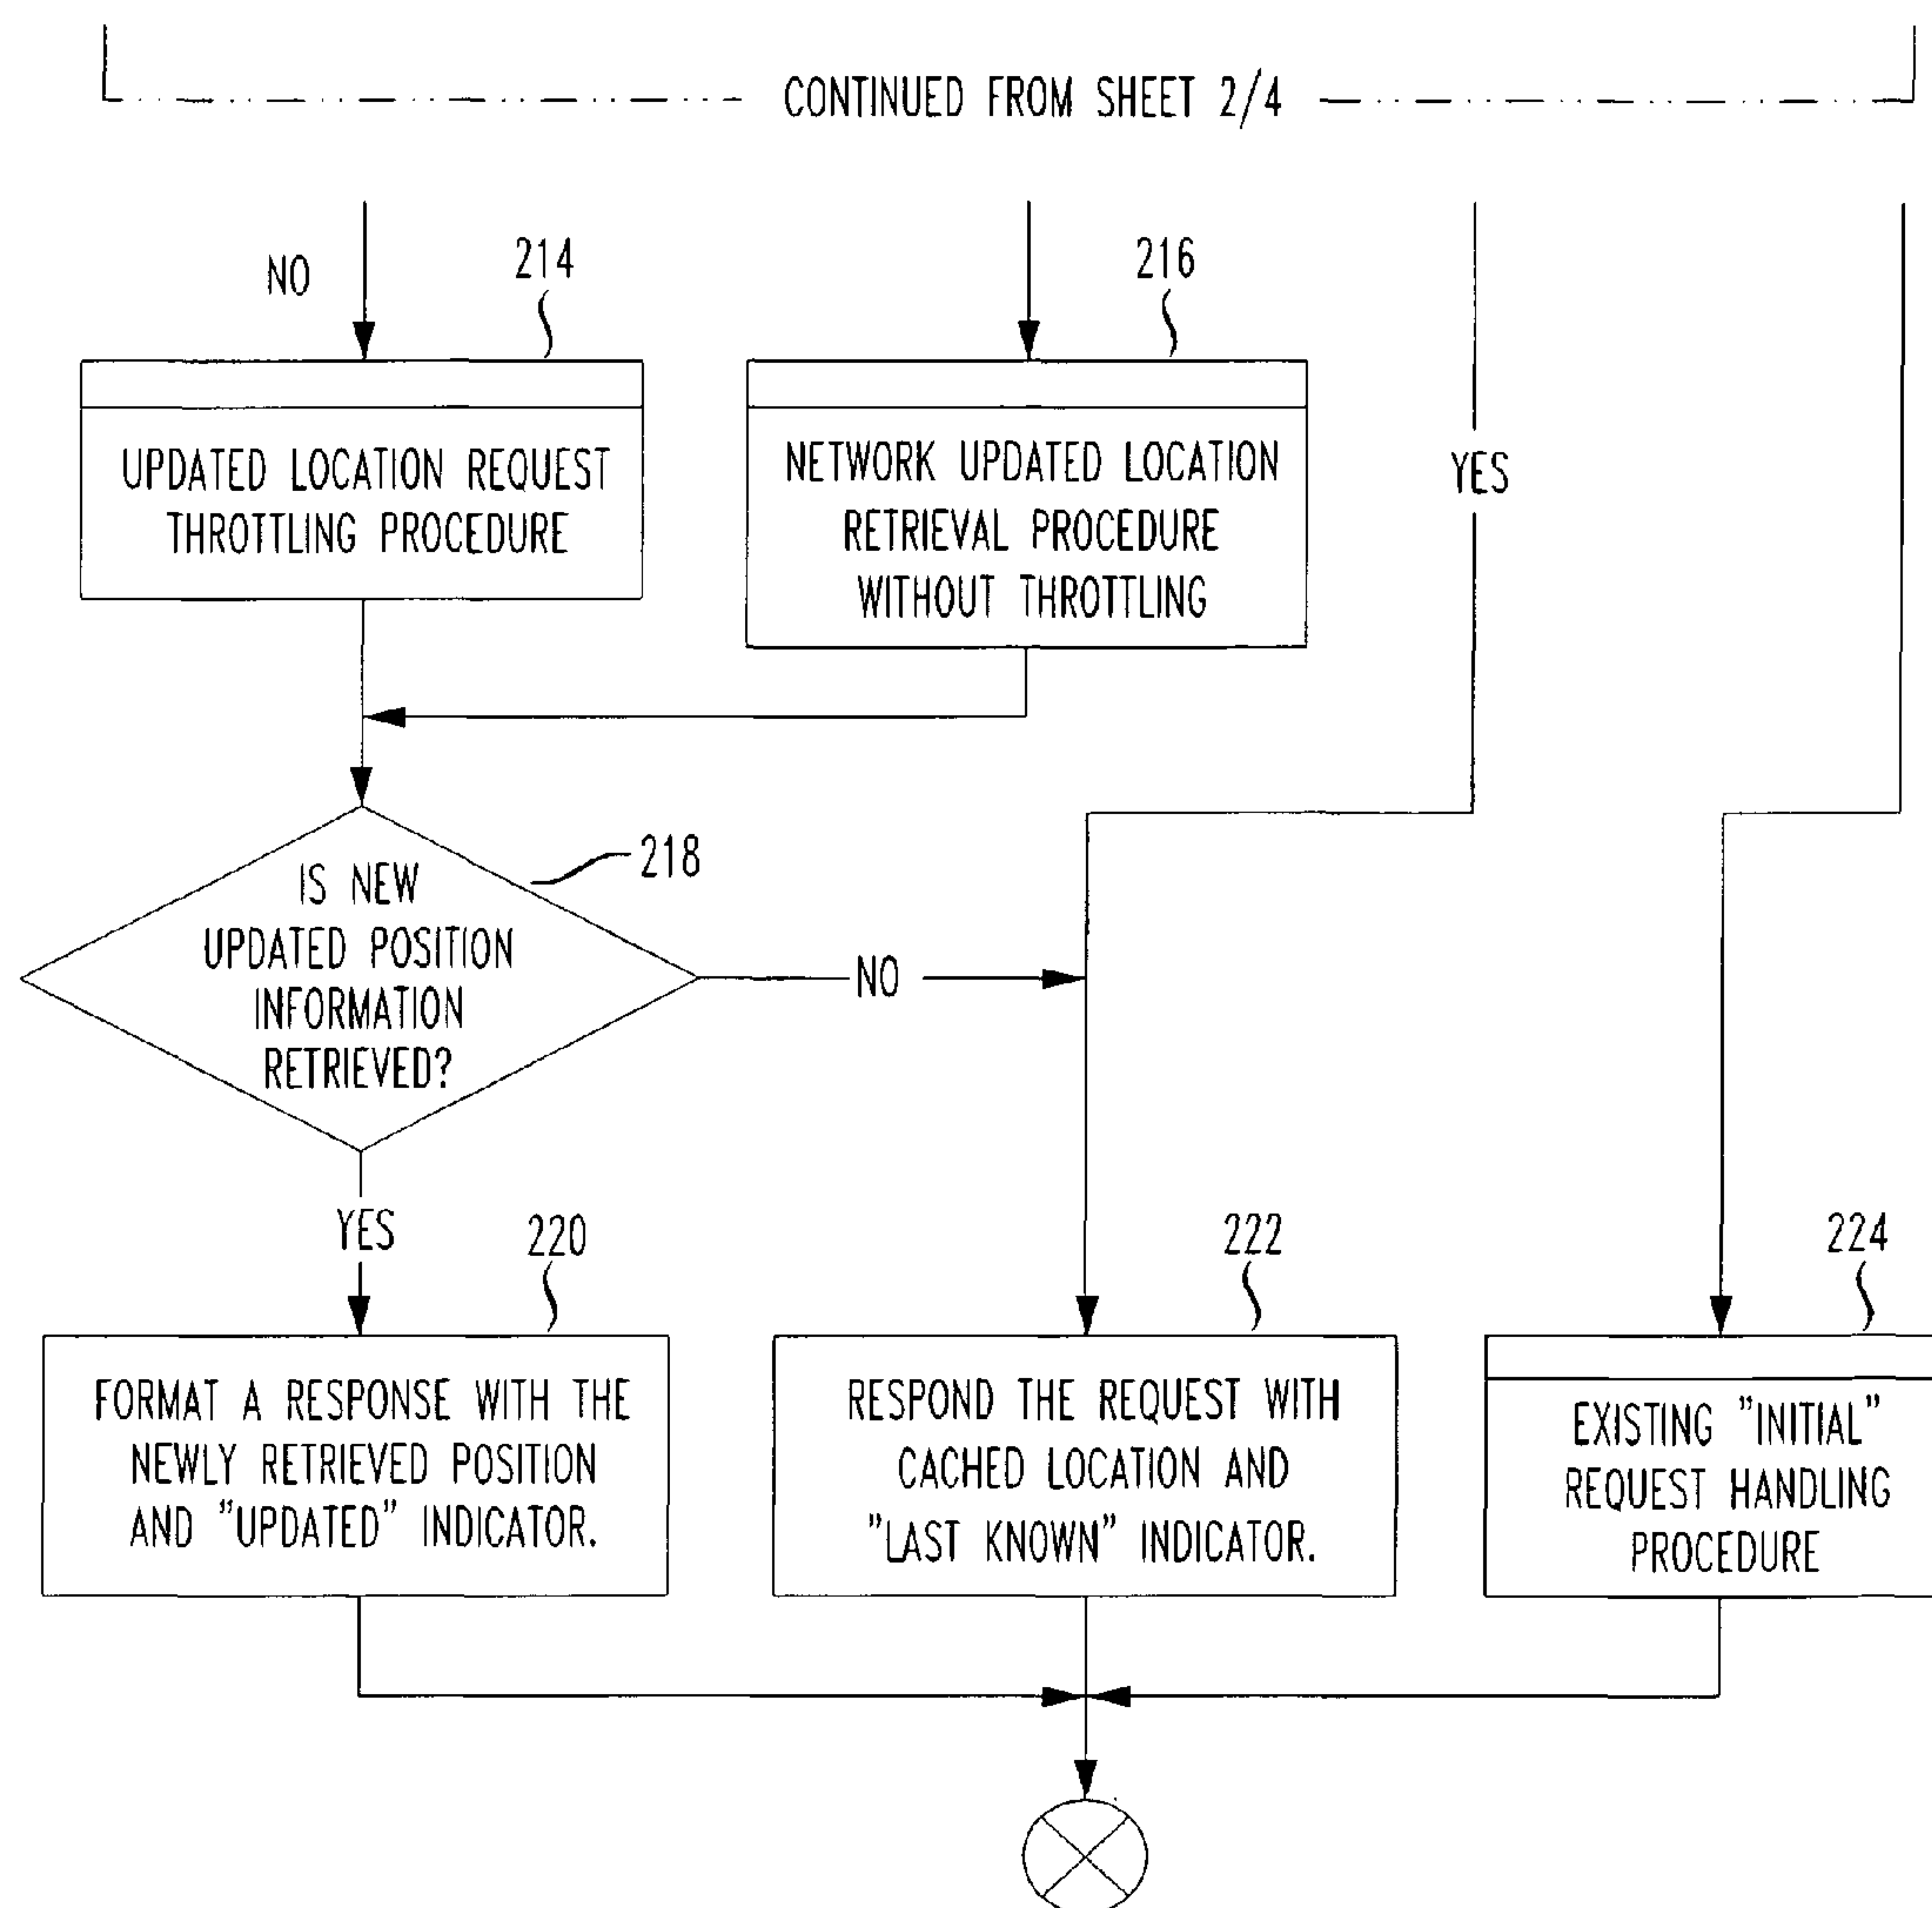 CONTINUED FROM SHEET 2/4
NO
214
216
UPDATED LOCATION REQUEST
THROTTLING PROCEDURE
NETWORK UPDATED LOCATION
RETRIEVAL PROCEDURE
WITHOUT THROTTLING
YES
218
IS NEW
UPDATED POSITION
INFORMATION
RETRIEVED?
NO
YES
220
222
224
FORMAT A RESPONSE WITH THE
NEWLY RETRIEVED POSITION
AND "UPDATED" INDICATOR.
RESPOND THE REQUEST WITH
CACHED LOCATION AND
"LAST KNOWN" INDICATOR.
EXISTING "INITIAL"
REQUEST HANDLING
PROCEDURE